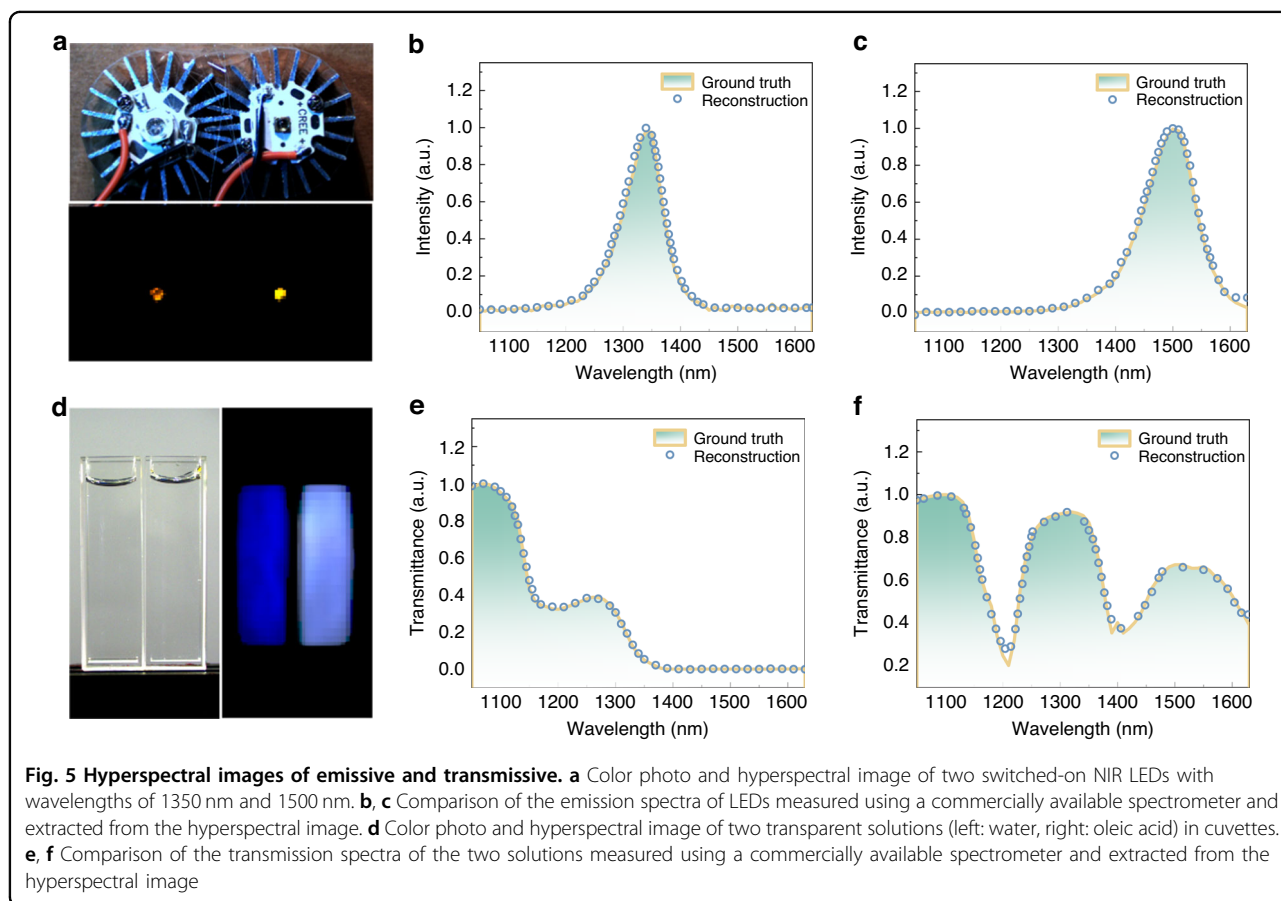 a
CREE
b
Ground truth
Reconstruction
1.2
1.0
0.8
0.6
0.4
0.2
0.0
Intensity (a.u.)
1100 1200 1300 1400 1500 1600
Wavelength (nm)
c
Ground truth
Reconstruction
1.2
1.0
0.8
0.6
0.4
0.2
0.0
Intensity (a.u.)
1100 1200 1300 1400 1500 1600
Wavelength (nm)
d
e
Ground truth
Reconstruction
1.2
1.0
0.8
0.6
0.4
0.2
0.0
Transmittance (a.u.)
1100 1200 1300 1400 1500 1600
Wavelength (nm)
f
Ground truth
Reconstruction
1.2
1.0
0.8
0.6
0.4
0.2
Transmittance (a.u.)
1100 1200 1300 1400 1500 1600
Wavelength (nm)
Fig. 5 Hyperspectral images of emissive and transmissive. a Color photo and hyperspectral image of two switched-on NIR LEDs with
wavelengths of 1350 nm and 1500 nm. b, c Comparison of the emission spectra of LEDs measured using a commercially available spectrometer and
extracted from the hyperspectral image. d Color photo and hyperspectral image of two transparent solutions (left: water, right: oleic acid) in cuvettes.
e, f Comparison of the transmission spectra of the two solutions measured using a commercially available spectrometer and extracted from the
hyperspectral image